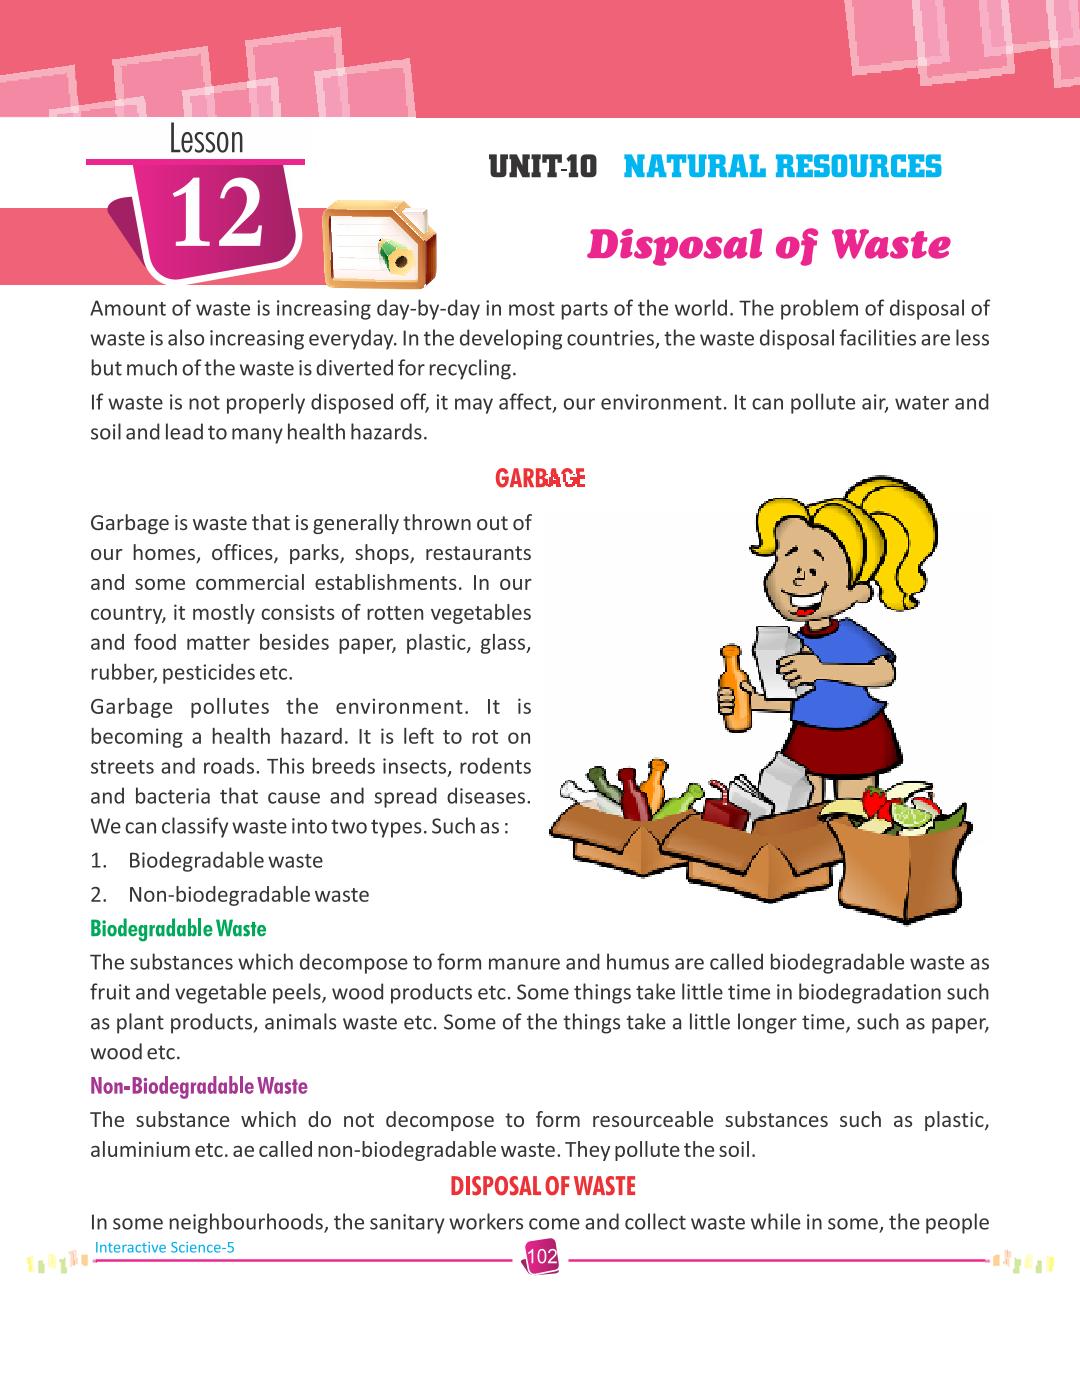 Lesson
12
UNIT-10 NATURAL RESOURCES
Disposal of Waste
Amount of waste is increasing day-by-day in most parts of the world. The problem of disposal of
waste is also increasing everyday. In the developing countries, the waste disposal facilities are less
but much of the waste is diverted for recycling.
If waste is not properly disposed off, it may affect, our environment. It can pollute air, water and
soil and lead to many health hazards.
GARBAGE
Garbage is waste that is generally thrown out of
our homes, offices, parks, shops, restaurants
and some commercial establishments. In our
country, it mostly consists of rotten vegetables
and food matter besides paper, plastic, glass,
rubber, pesticides etc.
Garbage pollutes the environment. It is
becoming a health hazard. It is left to rot on
streets and roads. This breeds insects, rodents
and bacteria that cause and spread diseases.
We can classify waste into two types. Such as :
1. Biodegradable waste
2. Non-biodegradable waste
Biodegradable Waste
The substances which decompose to form manure and humus are called biodegradable waste as
fruit and vegetable peels, wood products etc. Some things take little time in biodegradation such
as plant products, animals waste etc. Some of the things take a little longer time, such as paper,
wood etc.
Non-Biodegradable Waste
The substance which do not decompose to form resourceable substances such as plastic,
aluminium etc. ae called non-biodegradable waste. They pollute the soil.
DISPOSAL OF WASTE
In some neighbourhoods, the sanitary workers come and collect waste while in some, the people
Interactive Science-5
102